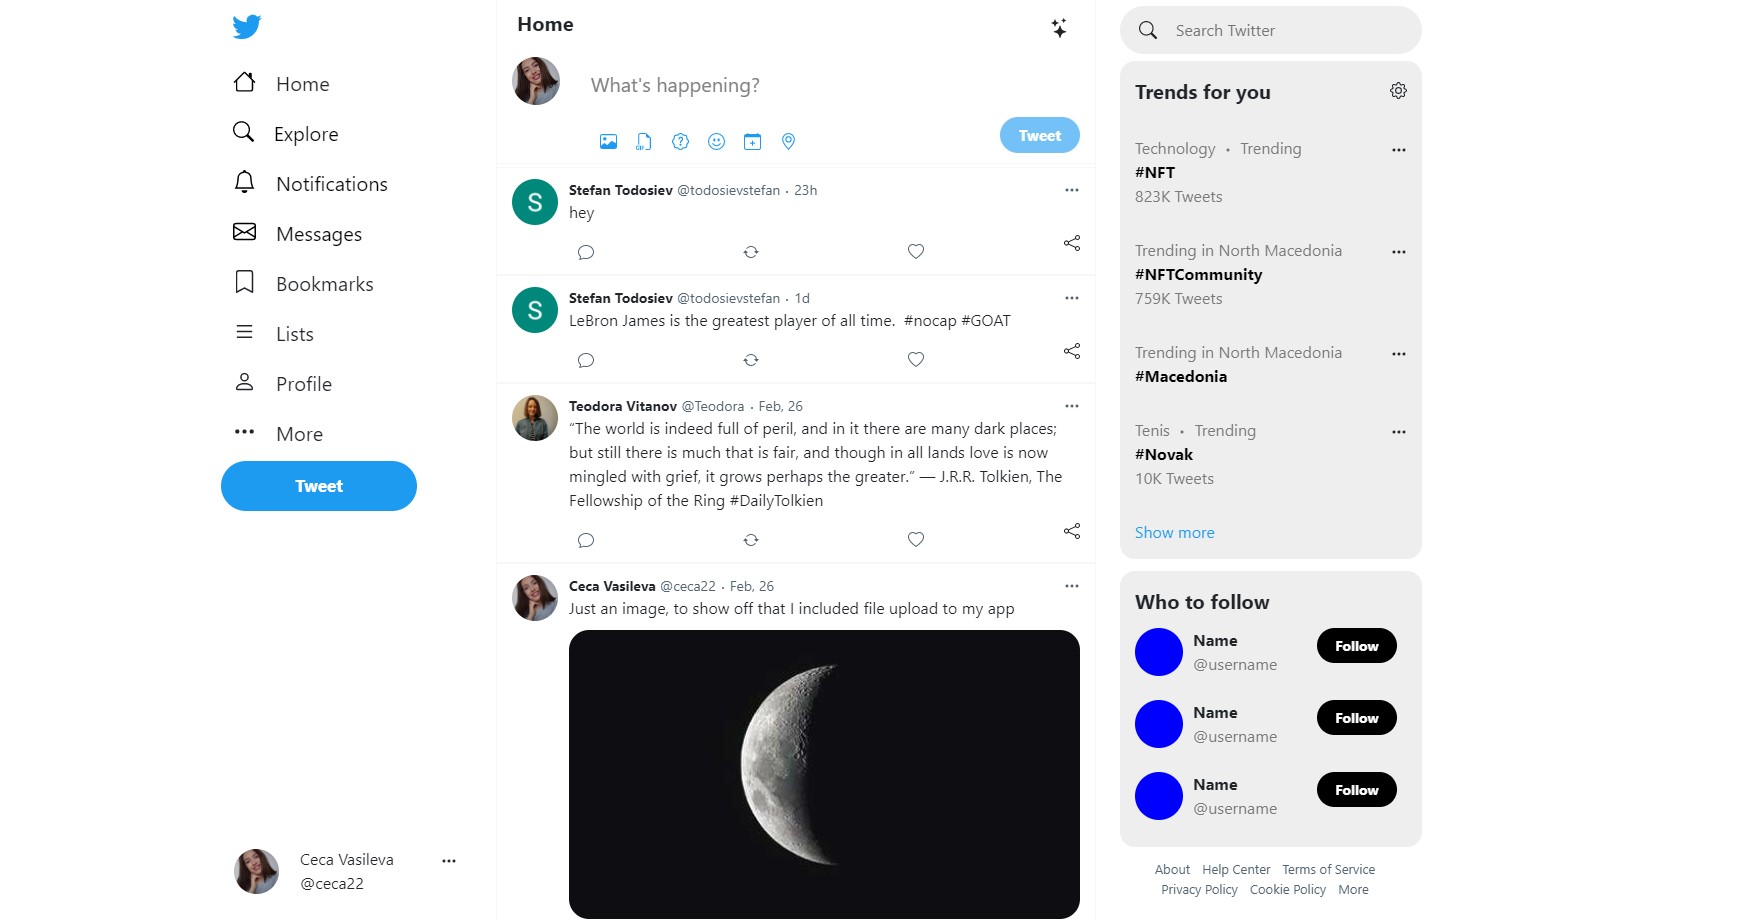 Home
Explore
Notifications
Messages
Bookmarks
Lists
Profile
More
Tweet
Ceca Vasileva
@ceca22
Home
What's happening?
GIF
Tweet
S
Stefan Todosiev @todosievstefan · 23h
hey
S
Stefan Todosiev @todosievstefan · 1d
LeBron James is the greatest player of all time. #nocap #GOAT
Teodora Vitanov @Teodora · Feb, 26
“The world is indeed full of peril, and in it there are many dark places;
but still there is much that is fair, and though in all lands love is now
mingled with grief, it grows perhaps the greater.” — J.R.R. Tolkien, The
Fellowship of the Ring #DailyTolkien
Ceca Vasileva @ceca22 · Feb, 26
Just an image, to show off that I included file upload to my app
Search Twitter
Trends for you
Technology • Trending
#NFT
823K Tweets
Trending in North Macedonia
#NFTCommunity
759K Tweets
Trending in North Macedonia
#Macedonia
Tenis • Trending
#Novak
10K Tweets
Show more
Who to follow
Name
@username
Follow
Name
@username
Follow
Name
@username
Follow
About Help Center Terms of Service
Privacy Policy Cookie Policy More